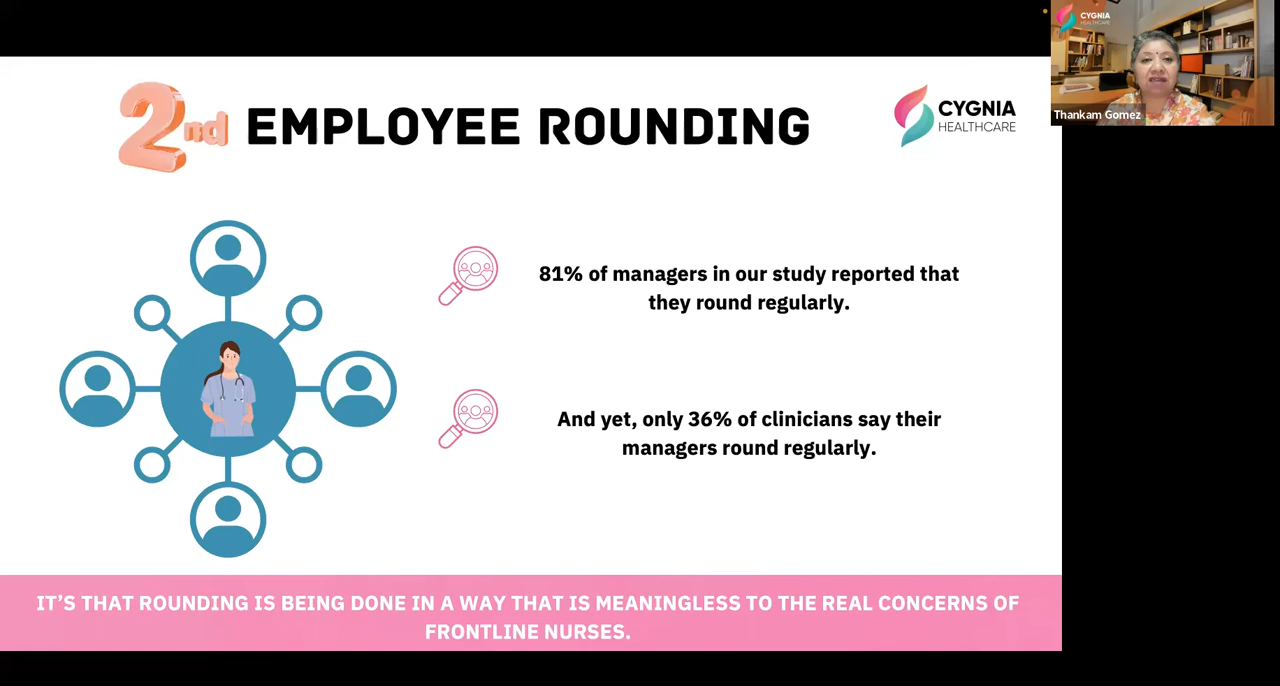 2nd EMPLOYEE ROUNDING
CYGNIA
HEALTHCARE
CYGNIA
HEALTHCARE
Thankam Gomez
81% of managers in our study reported that
they round regularly.
And yet, only 36% of clinicians say their
managers round regularly.
IT’S THAT ROUNDING IS BEING DONE IN A WAY THAT IS MEANINGLESS TO THE REAL CONCERNS OF
FRONTLINE NURSES.